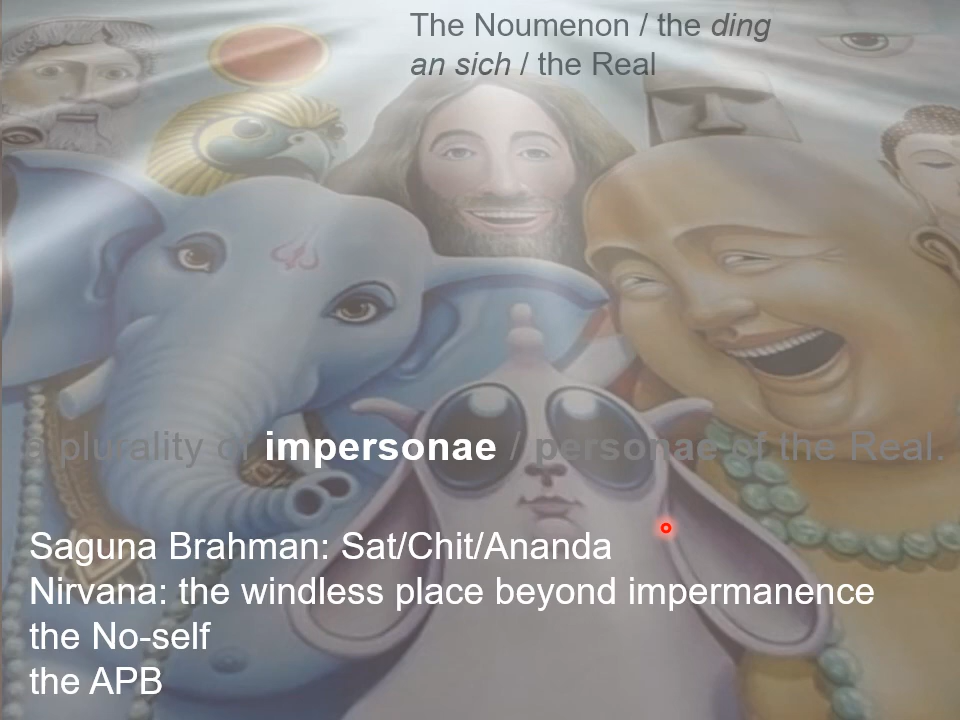 The Noumenon / the ding
an sich / the Real
a plurality of impersonae / personae of the Real.
Saguna Brahman: Sat/Chit/Ananda
Nirvana: the windless place beyond impermanence
the No-self
the APB